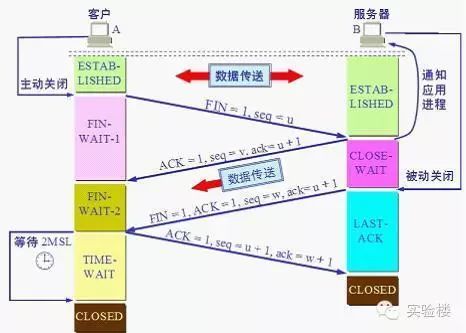 客户
A
服务器
B
主动关闭
ESTAB-
LISHED
数据传送
ESTAB-
LISHED
通知
应用
进程
FIN = 1, seq = u
FIN-
WAIT-1
ACK = 1, seq = v, ack= u + 1
CLOSE-
WAIT
数据传送
被动关闭
FIN-
WAIT-2
FIN = 1, ACK = 1, seq = w, ack= u + 1
等待 2MSL
ACK = 1, seq = u + 1, ack = w + 1
LAST-
ACK
TIME-
WAIT
CLOSED
CLOSED
实验楼